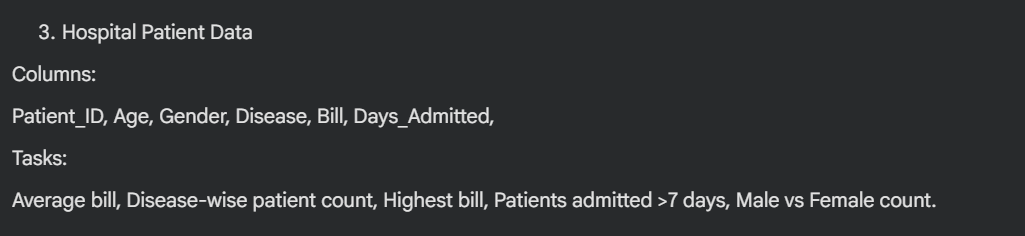 3. Hospital Patient Data
Columns:
Patient_ID, Age, Gender, Disease, Bill, Days_Admitted,
Tasks:
Average bill, Disease-wise patient count, Highest bill, Patients admitted >7 days, Male vs Female count.